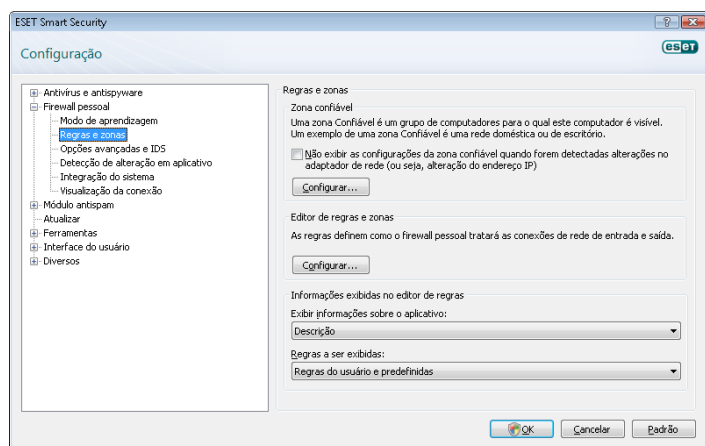 ESET Smart Security
Configuração
eset
Antivírus e antispyware
Firewall pessoal
Modo de aprendizagem
Regras e zonas
Opções avançadas e IDS
Detecção de alteração em aplicativo
Integração do sistema
Visualização da conexão
Módulo antispam
Atualizar
Ferramentas
Interface do usuário
Diversos
Regras e zonas
Zona confiável
Uma zona Confiável é um grupo de computadores para o qual este computador é visível.
Um exemplo de uma zona Confiável é uma rede doméstica ou de escritório.
Não exibir as configurações da zona confiável quando forem detectadas alterações no
adaptador de rede (ou seja, alteração do endereço IP)
Configurar...
Editor de regras e zonas
As regras definem como o firewall pessoal tratará as conexões de rede de entrada e saída.
Configurar...
Informações exibidas no editor de regras
Exibir informações sobre o aplicativo:
Descrição
Regras a ser exibidas:
Regras do usuário e predefinidas
OK
Cancelar
Padrão